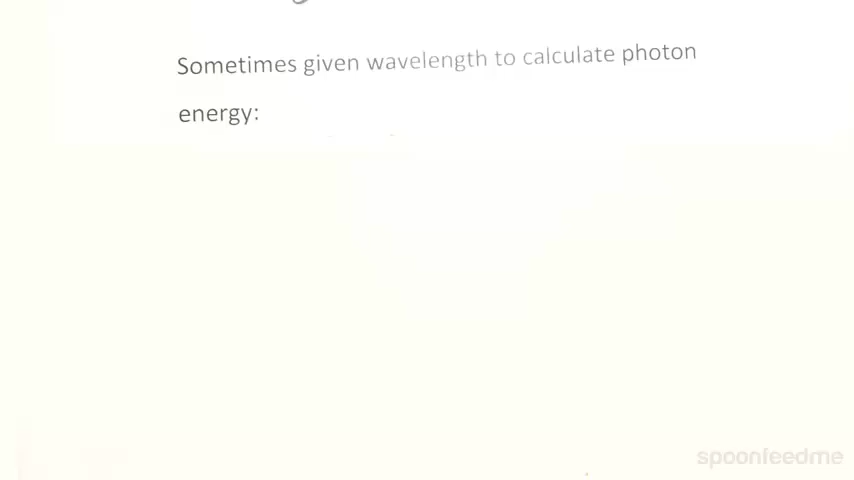 Sometimes given wavelength to calculate photon
energy:
spoonfeedme